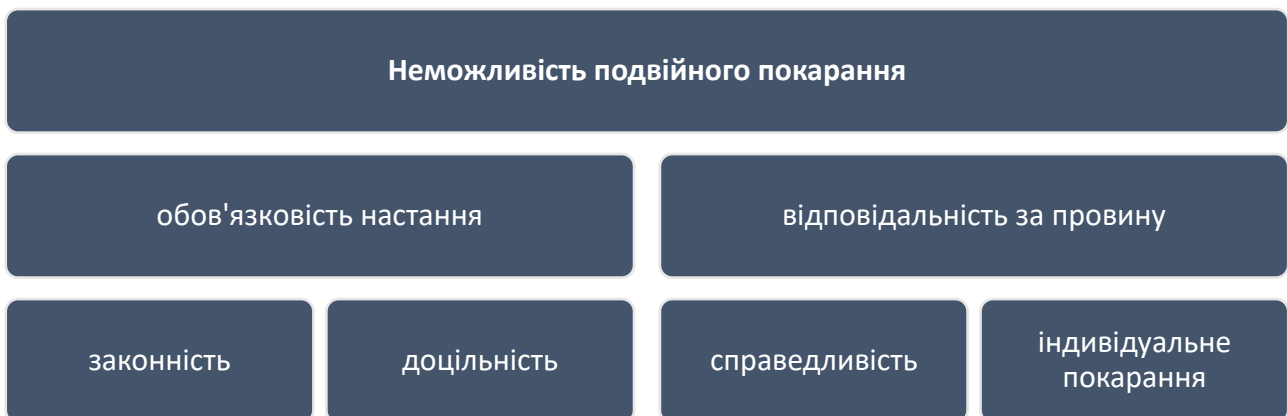 Неможливість подвійного покарання
обов'язковість настання
відповідальність за провину
законність
доцільність
справедливість
індивідуальне
покарання